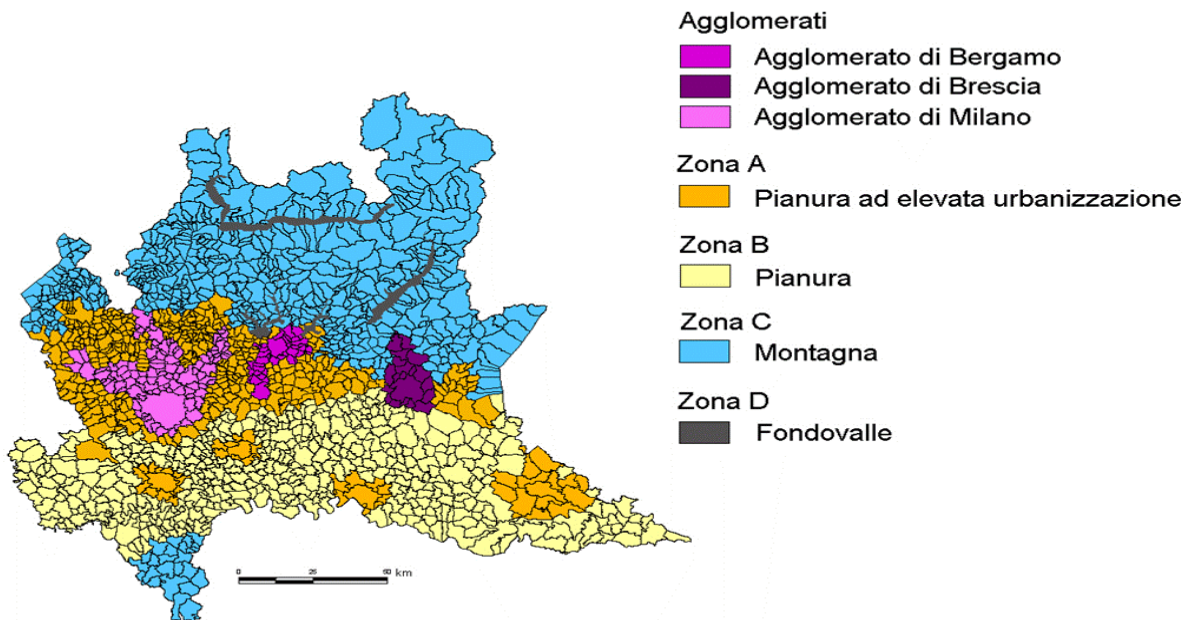 Agglomerati
Agglomerato di Bergamo
Agglomerato di Brescia
Agglomerato di Milano
Zona A
Pianura ad elevata urbanizzazione
Zona B
Pianura
Zona C
Montagna
Zona D
Fondovalle
0 25 50 km